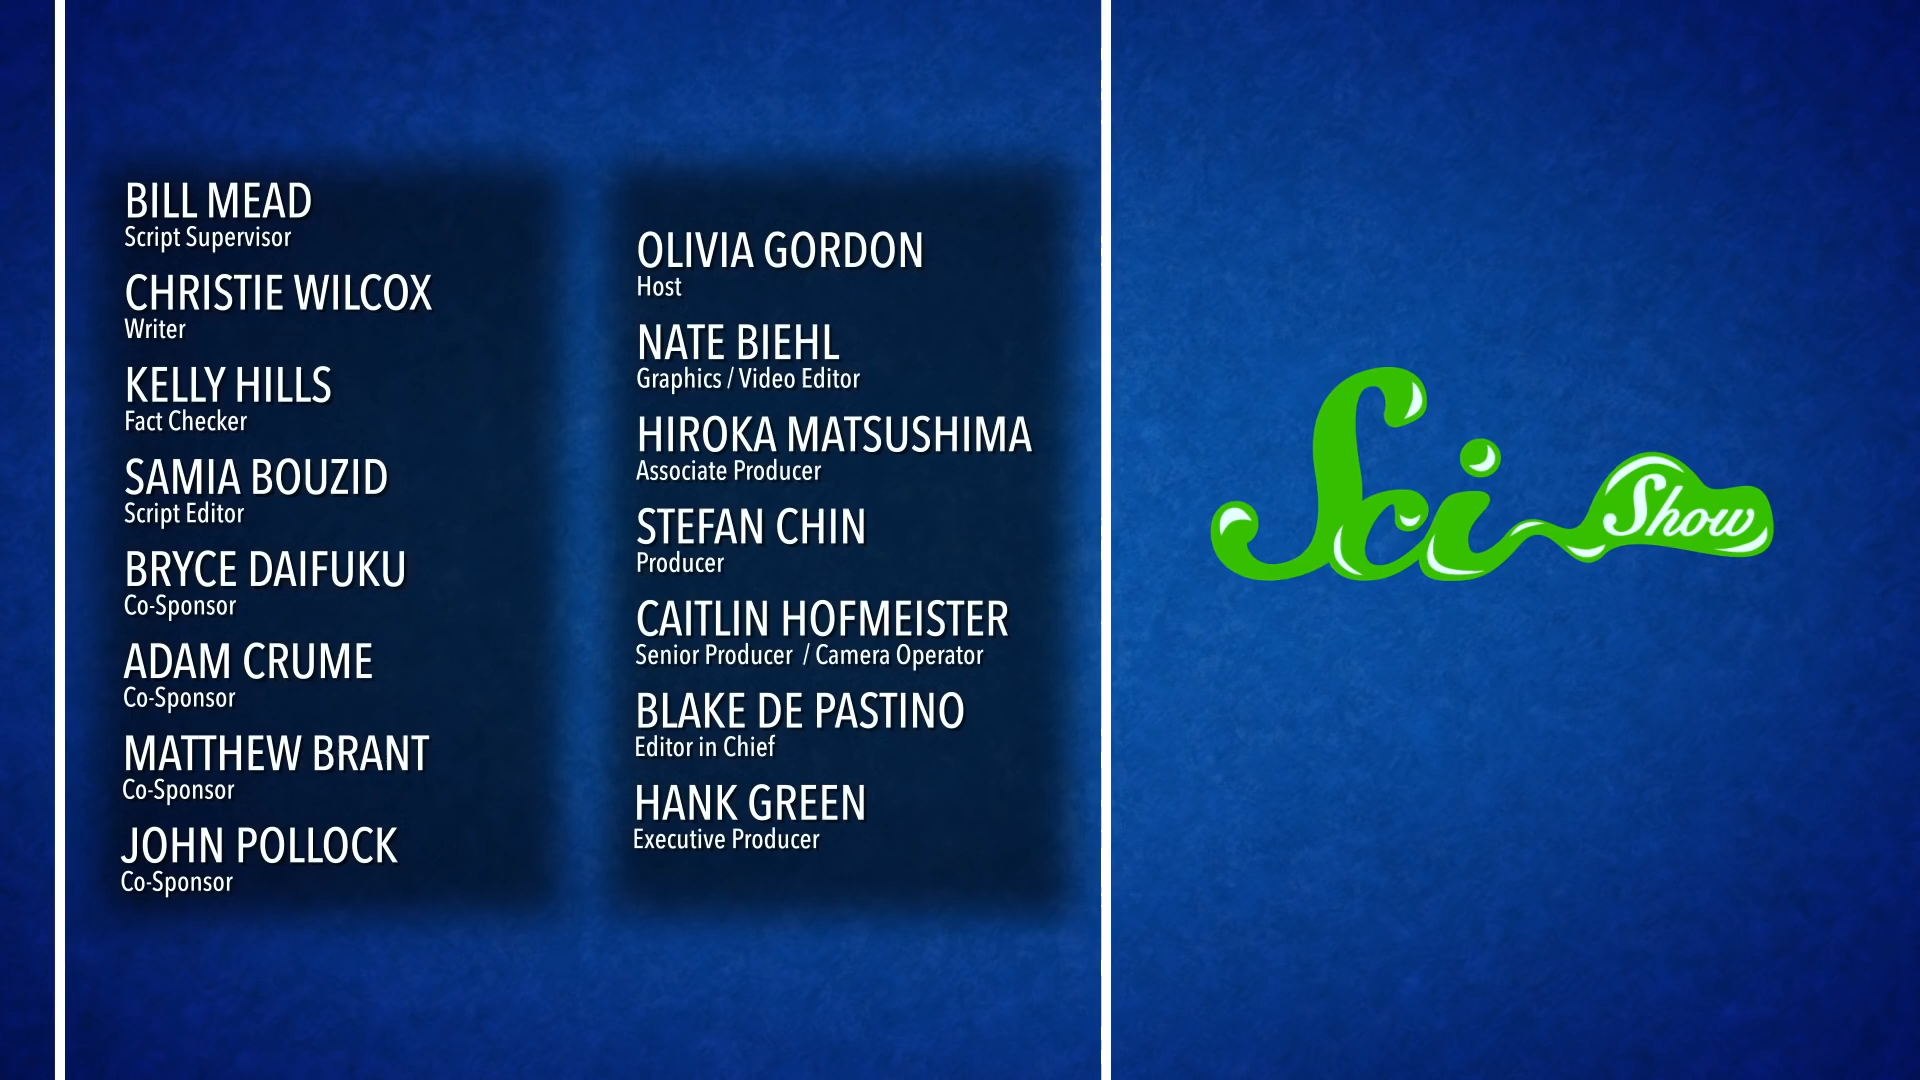 BILL MEAD
Script Supervisor
CHRISTIE WILCOX
Writer
KELLY HILLS
Fact Checker
SAMIA BOUZID
Script Editor
BRYCE DAIFUKU
Co-Sponsor
ADAM CRUME
Co-Sponsor
MATTHEW BRANT
Co-Sponsor
JOHN POLLOCK
Co-Sponsor
OLIVIA GORDON
Host
NATE BIEHL
Graphics / Video Editor
HIROKA MATSUSHIMA
Associate Producer
STEFAN CHIN
Producer
CAITLIN HOFMEISTER
Senior Producer / Camera Operator
BLAKE DE PASTINO
Editor in Chief
HANK GREEN
Executive Producer
Sci Show